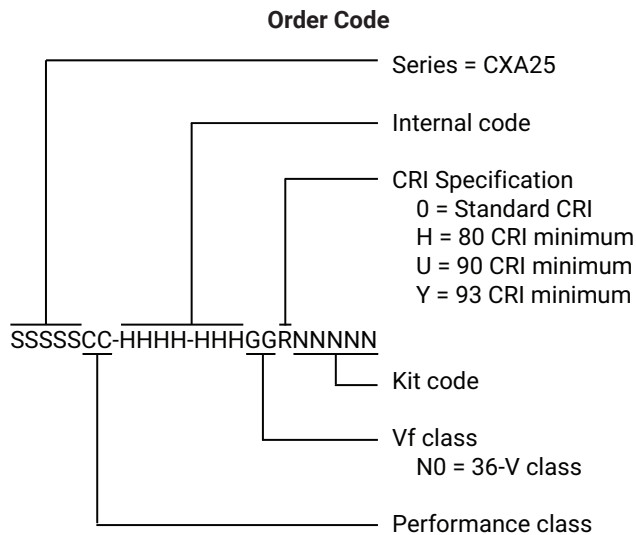 Order Code
Series = CXA25
Internal code
CRI Specification
0 = Standard CRI
H = 80 CRI minimum
U = 90 CRI minimum
Y = 93 CRI minimum
SSSSSCC-HHHH-HHHGGRNNNNN
Kit code
Vf class
N0 = 36-V class
Performance class